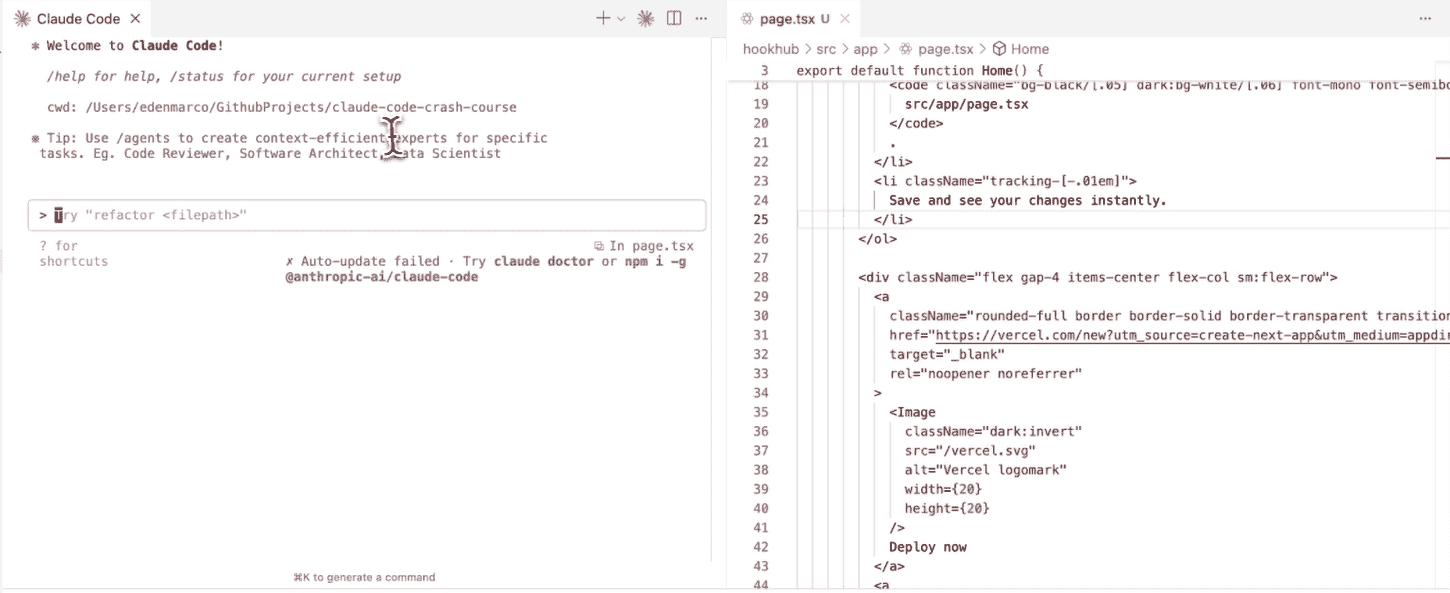 Claude Code
✻ Welcome to Claude Code!
/help for help, /status for your current setup
cwd: /Users/edenmarco/GithubProjects/claude-code-crash-course
※ Tip: Use /agents to create context-efficient experts for specific
tasks. Eg. Code Reviewer, Software Architect, Data Scientist
> Try "refactor <filepath>"
? for
shortcuts
In page.tsx
✗ Auto-update failed · Try claude doctor or npm i -g
@anthropic-ai/claude-code
⌘K to generate a command
page.tsx U
hookhub > src > app > page.tsx > Home
3 export default function Home() {
18 <code className="bg-black/[.05] dark:bg-white/[.06] font-mono
19 src/app/page.tsx
20 </code>
21 .
22 </li>
23 <li className="tracking-[-.01em]">
24 Save and see your changes instantly.
25 </li>
26 </ol>
27
28 <div className="flex gap-4 items-center flex-col sm:flex-row">
29 <a
30 className="rounded-full border border-solid border-transparent transition
31 href="https://vercel.com/new?utm_source=create-next-app&utm_medium=appdi
32 target="_blank"
33 rel="noopener noreferrer"
34 >
35 <Image
36 className="dark:invert"
37 src="/vercel.svg"
38 alt="Vercel logomark"
39 width={20}
40 height={20}
41 />
42 Deploy now
43 </a>
44 <a